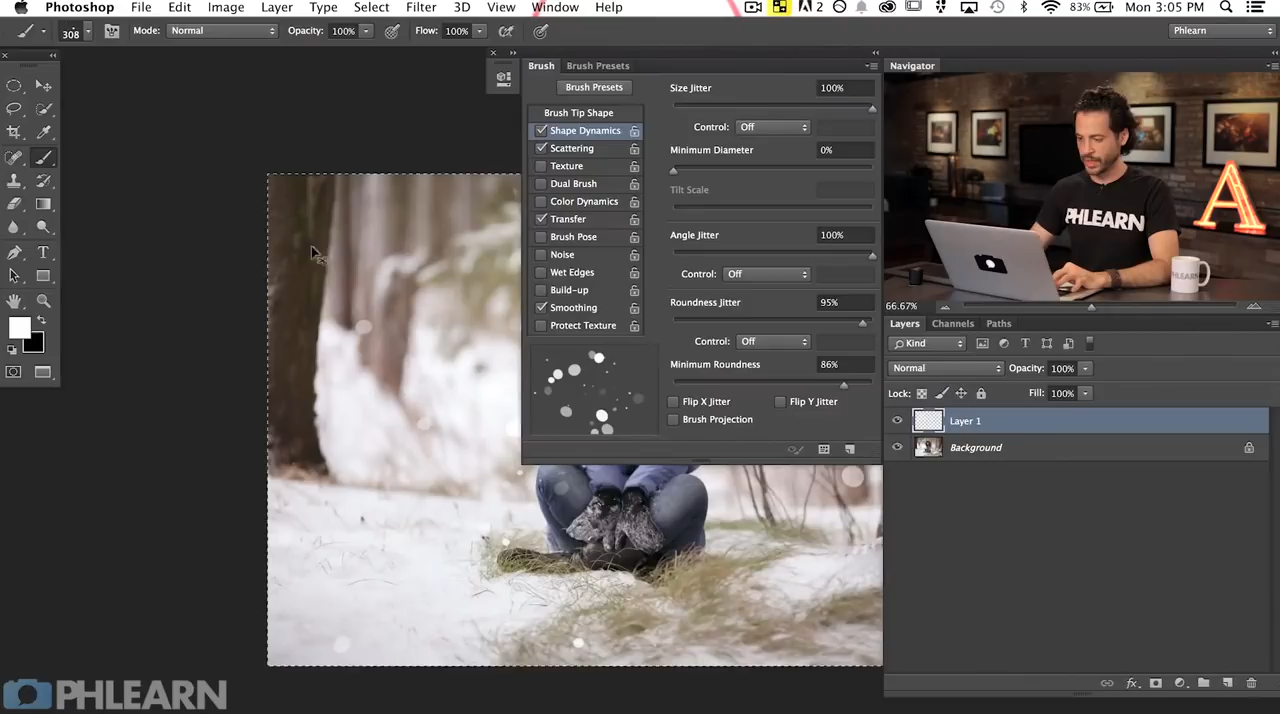 Photoshop File Edit Image Layer Type Select Filter 3D View Window Help 2 83% Mon 3:05 PM
308 Mode: Normal Opacity: 100% Flow: 100% Phlearn
Brush Brush Presets
Brush Presets
Brush Tip Shape
Shape Dynamics
Scattering
Texture
Dual Brush
Color Dynamics
Transfer
Brush Pose
Noise
Wet Edges
Build-up
Smoothing
Protect Texture
Size Jitter 100%
Control: Off
Minimum Diameter 0%
Tilt Scale
Angle Jitter 100%
Control: Off
Roundness Jitter 95%
Control: Off
Minimum Roundness 86%
Flip X Jitter Flip Y Jitter
Brush Projection
Navigator
PHLEARN
PHLEARN
A
66.67%
Layers Channels Paths
Kind
Normal Opacity: 100%
Lock: Fill: 100%
Layer 1
Background
PHLEARN